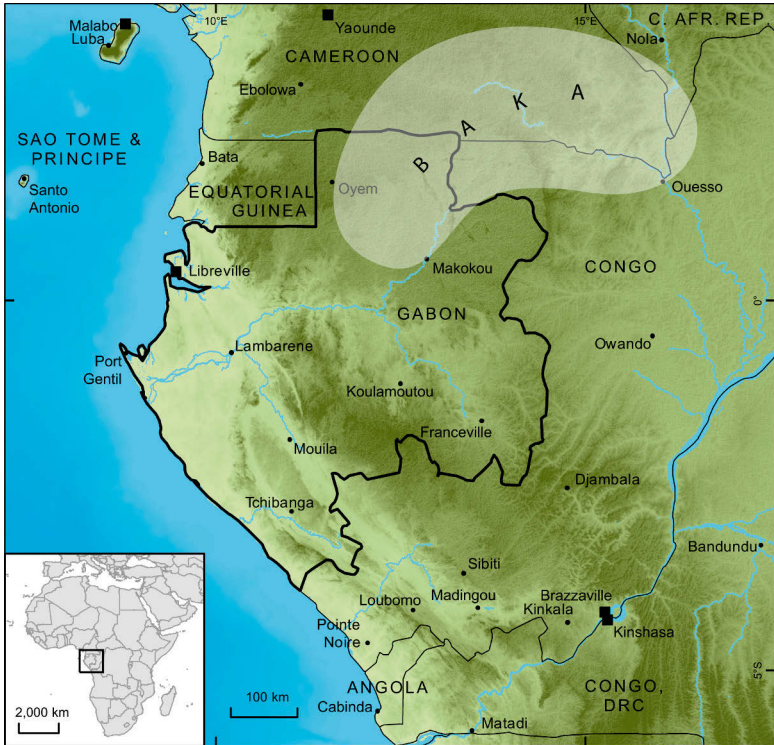 10°E
15°E
Malabo
Luba
Yaounde
C. AFR. REP.
Nola
CAMEROON
Ebolowa
B A K A
SAO TOME &
PRINCIPE
Bata
Santo
Antonio
EQUATORIAL
GUINEA
Oyem
Ouesso
Libreville
Makokou
CONGO
0°
GABON
Lambarene
Owando
Port
Gentil
Koulamoutou
Franceville
Mouila
Djambala
Tchibanga
Bandundu
Sibiti
Loubomo
Madingou
Brazzaville
Kinkala
Kinshasa
Pointe
Noire
5°S
ANGOLA
CONGO,
DRC
Cabinda
Matadi
2,000 km
100 km